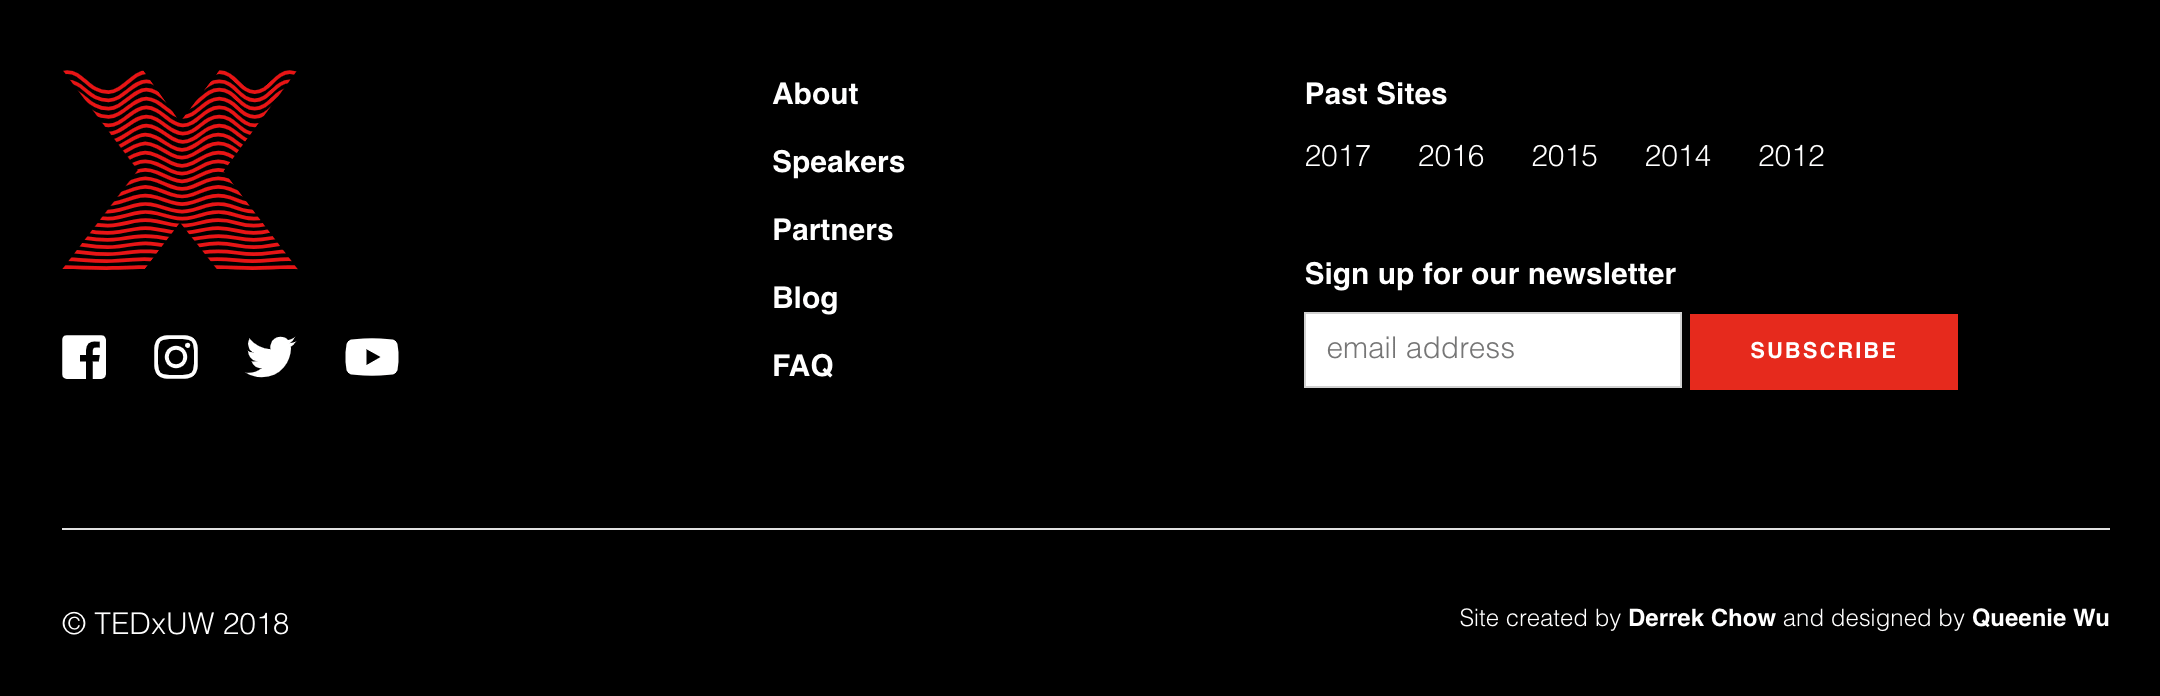 About
Speakers
Partners
Blog
FAQ
Past Sites
2017 2016 2015 2014 2012
Sign up for our newsletter
email address SUBSCRIBE
© TEDxUW 2018
Site created by Derrek Chow and designed by Queenie Wu